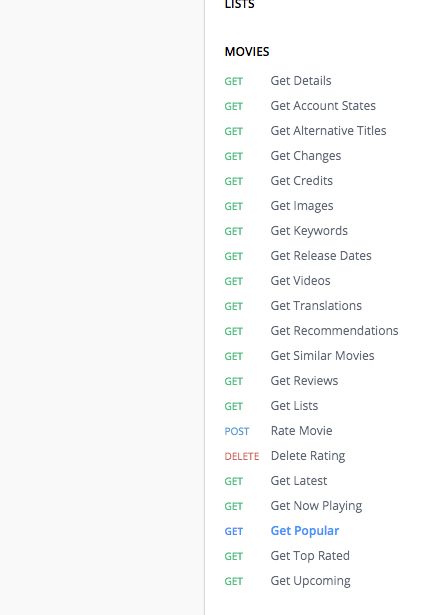 LISTS
MOVIES
GET Get Details
GET Get Account States
GET Get Alternative Titles
GET Get Changes
GET Get Credits
GET Get Images
GET Get Keywords
GET Get Release Dates
GET Get Videos
GET Get Translations
GET Get Recommendations
GET Get Similar Movies
GET Get Reviews
GET Get Lists
POST Rate Movie
DELETE Delete Rating
GET Get Latest
GET Get Now Playing
GET Get Popular
GET Get Top Rated
GET Get Upcoming